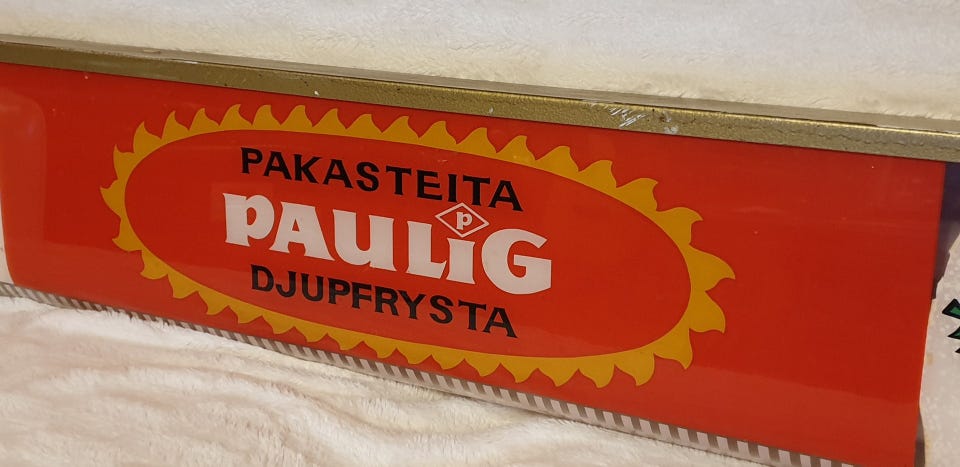 PAKASTEITA
P
PAULIG
DJUPFRYSTA